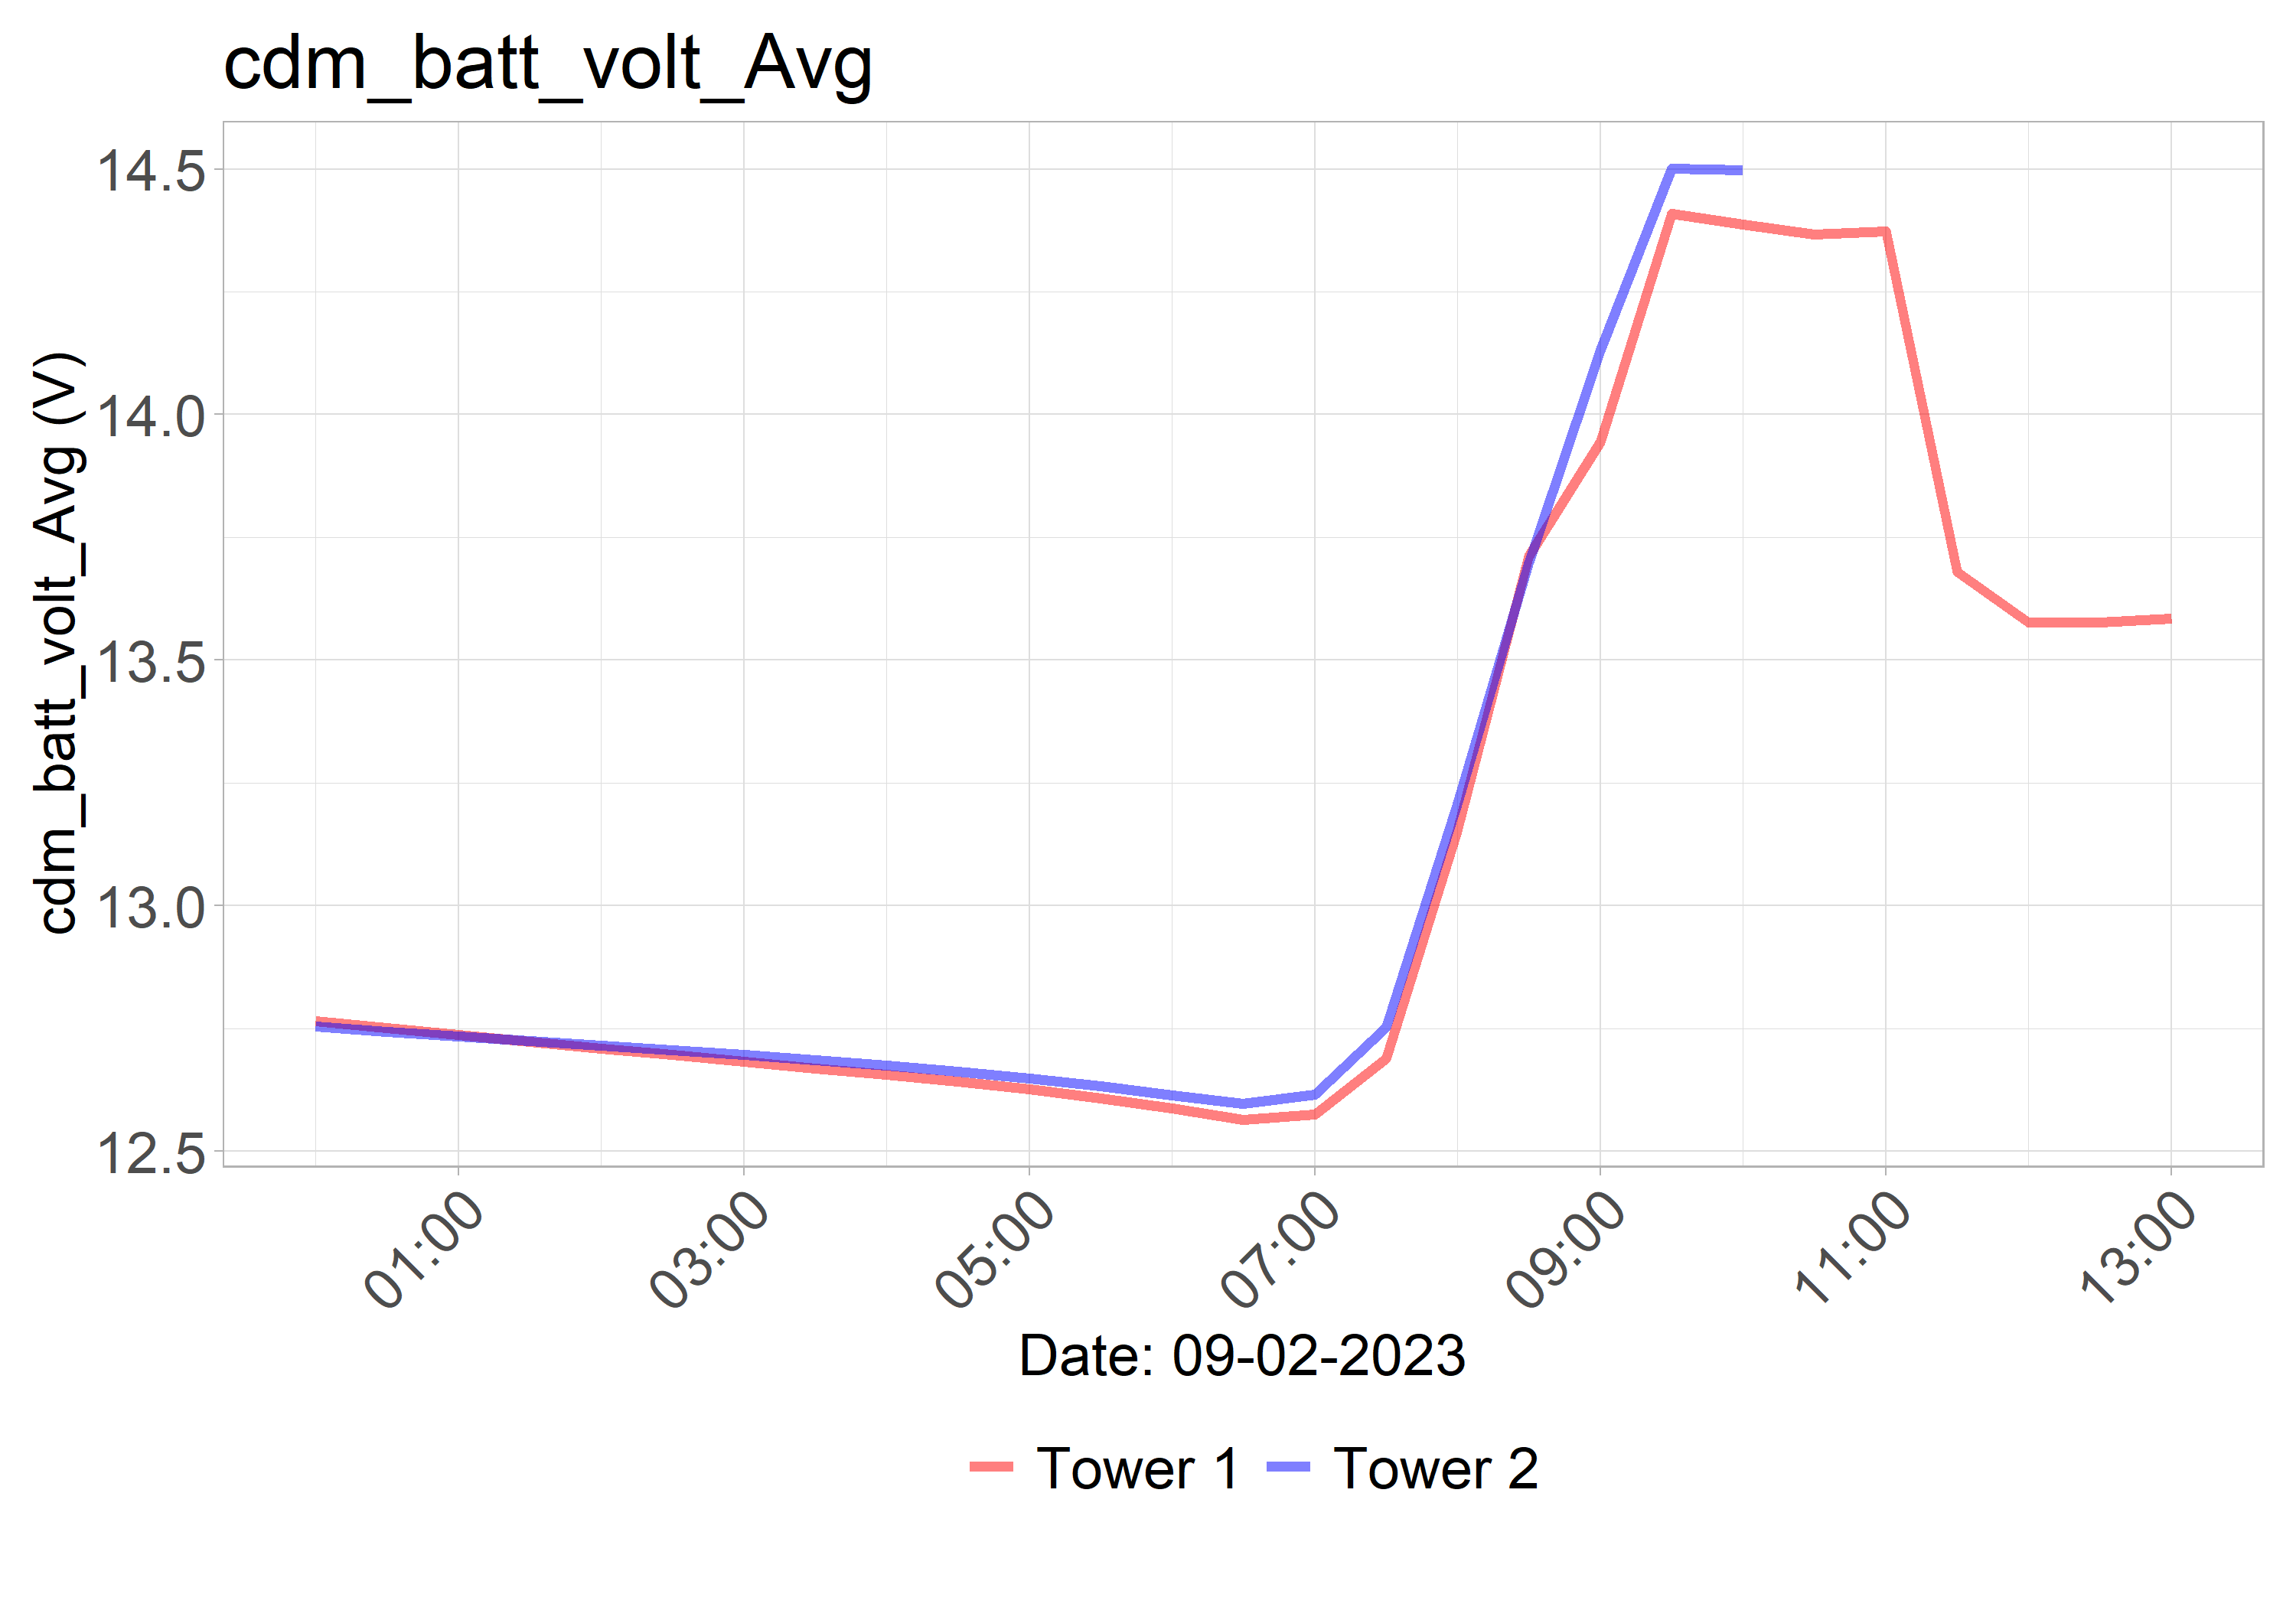 cdm_batt_volt_Avg
cdm_batt_volt_Avg (V)
14.5
14.0
13.5
13.0
12.5
01:00
03:00
05:00
07:00
09:00
11:00
13:00
Date: 09-02-2023
Tower 1
Tower 2